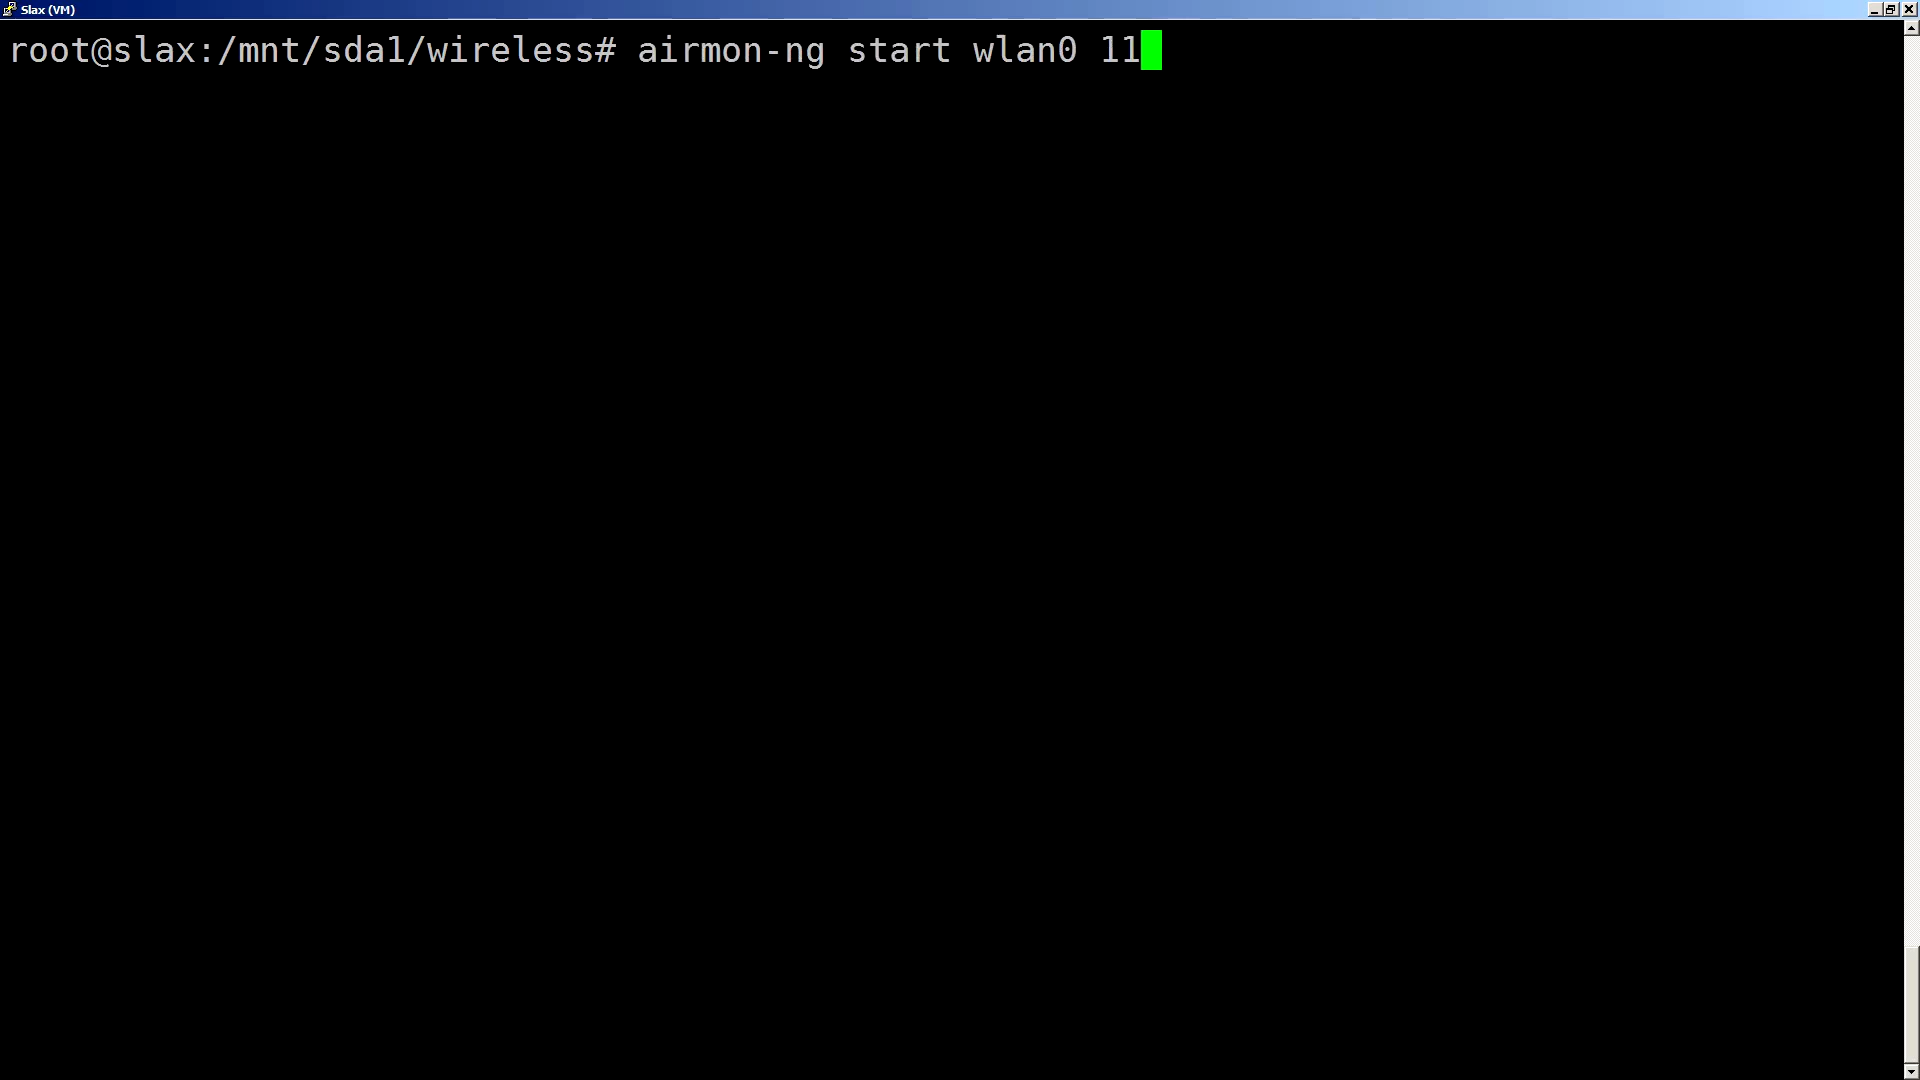 Slax (VM)
root@slax:/mnt/sda1/wireless# airmon-ng start wlan0 11